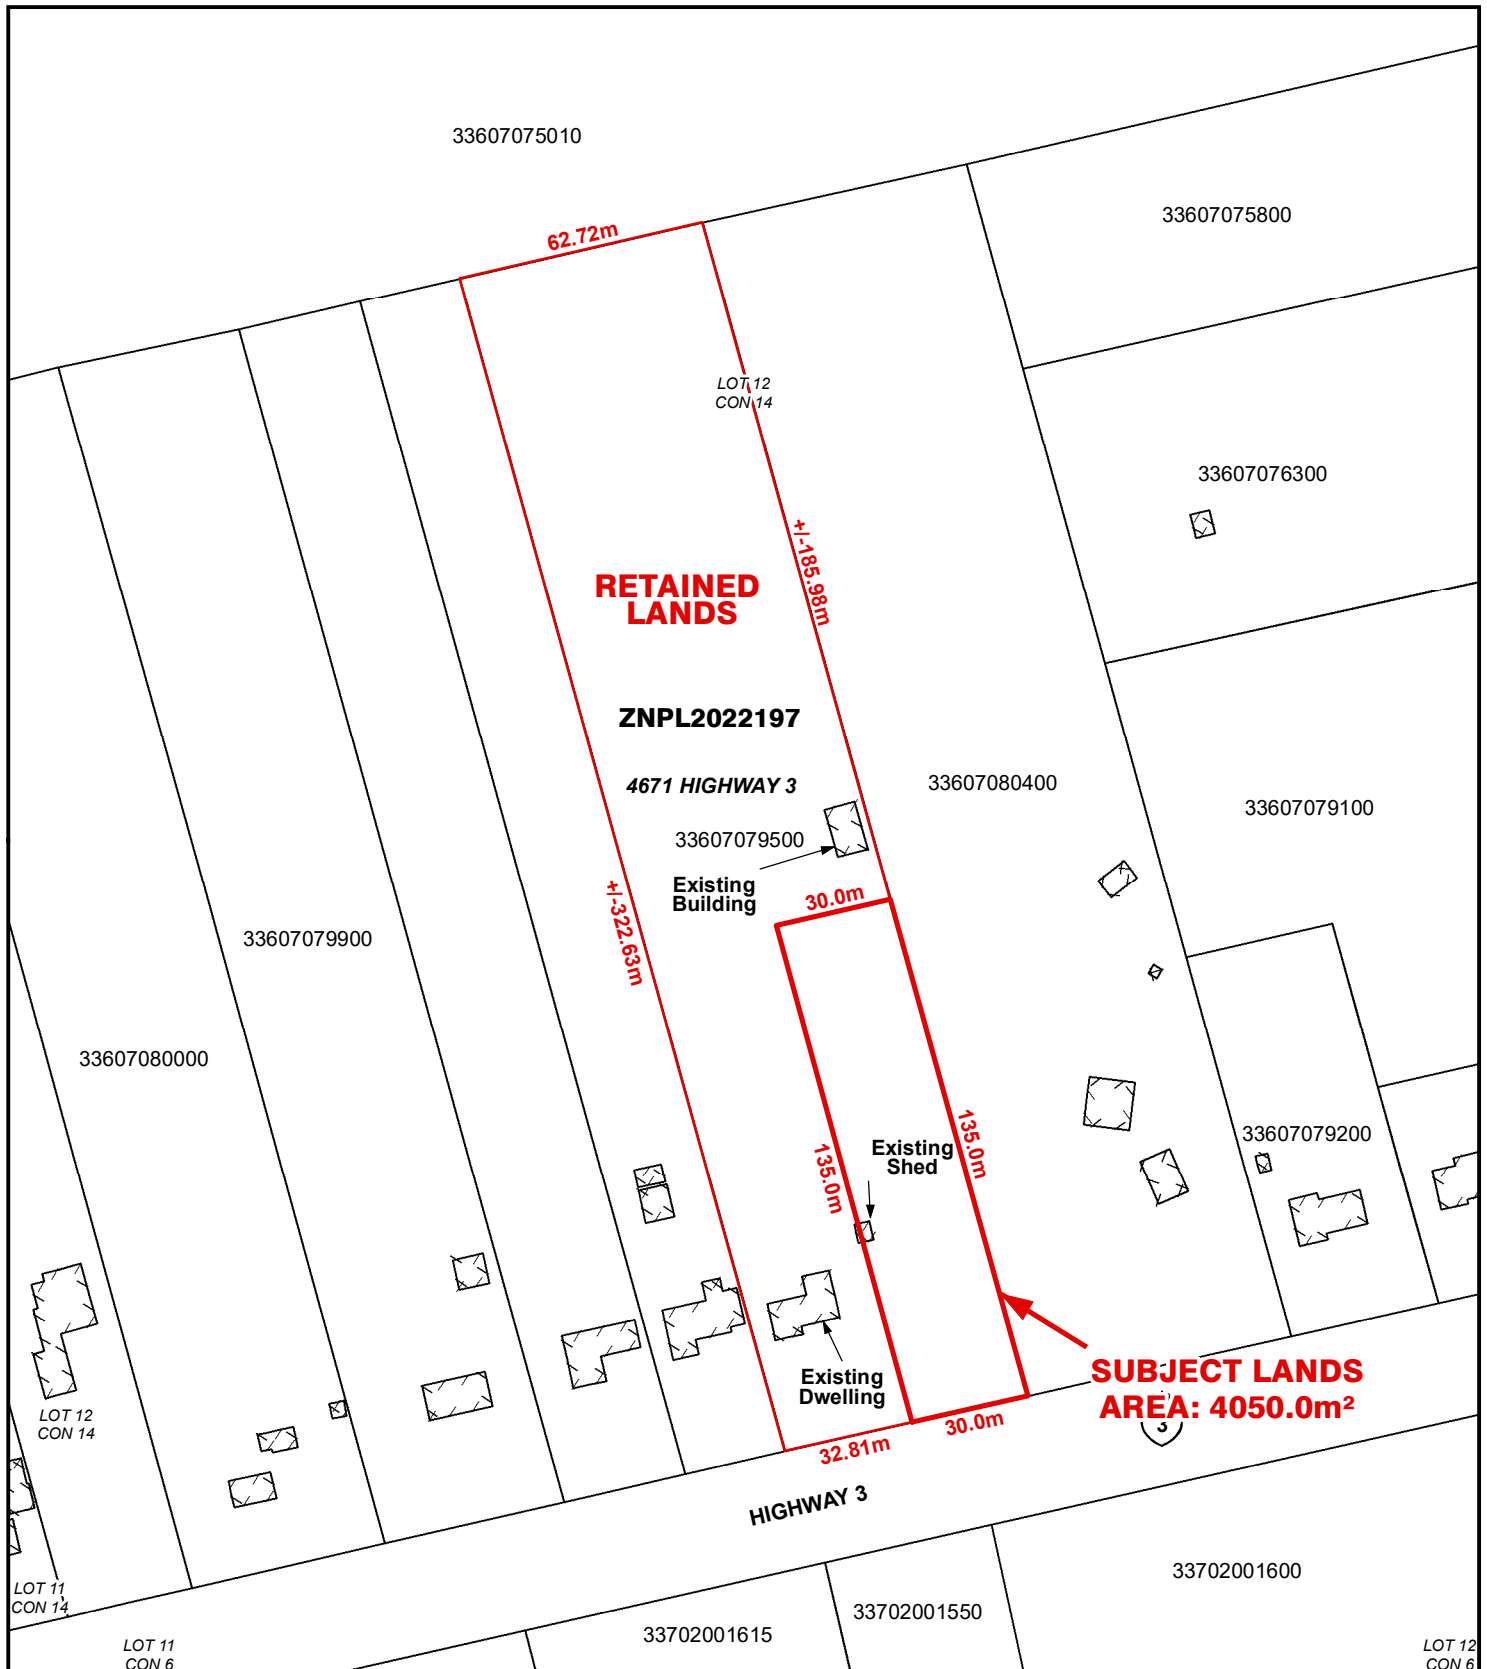 33607075010
33607075800
62.72m
LOT 12
CON 14
33607076300
+/-185.98m
RETAINED
LANDS
ZNPL2022197
4671 HIGHWAY 3
33607080400
33607079100
33607079500
Existing
Building
30.0m
+/-322.63m
33607079900
33607080000
135.0m
135.0m
Existing
Shed
33607079200
Existing
Dwelling
SUBJECT LANDS
AREA: 4050.0m²
3
30.0m
32.81m
HIGHWAY 3
LOT 12
CON 14
LOT 11
CON 14
33702001600
33702001550
33702001615
LOT 11
CON 6
LOT 12
CON 6